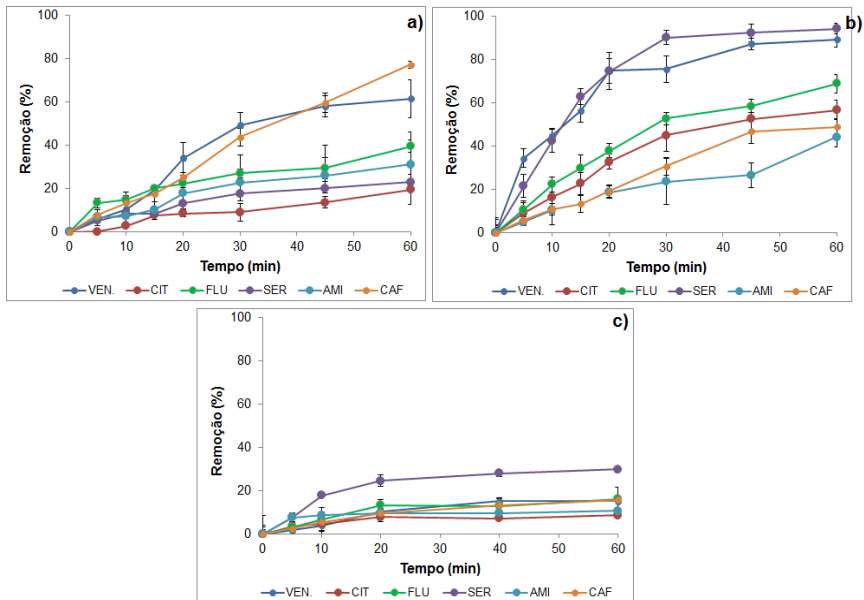 a)
Remoção (%)
100
80
60
40
20
0
0 10 20 30 40 50 60
Tempo (min)
VEN. CIT FLU SER AMI CAF
b)
Remoção (%)
100
80
60
40
20
0
0 10 20 30 40 50 60
Tempo (min)
VEN. CIT FLU SER AMI CAF
c)
Remoção (%)
100
80
60
40
20
0
0 10 20 30 40 50 60
Tempo (min)
VEN. CIT FLU SER AMI CAF